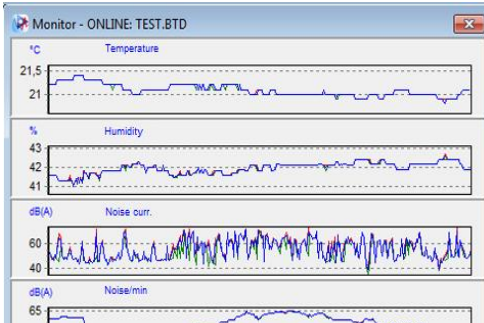 Monitor - ONLINE: TEST.BTD
°C Temperature
21,5
21
% Humidity
43
42
41
dB(A) Noise curr.
60
40
dB(A) Noise/min
65